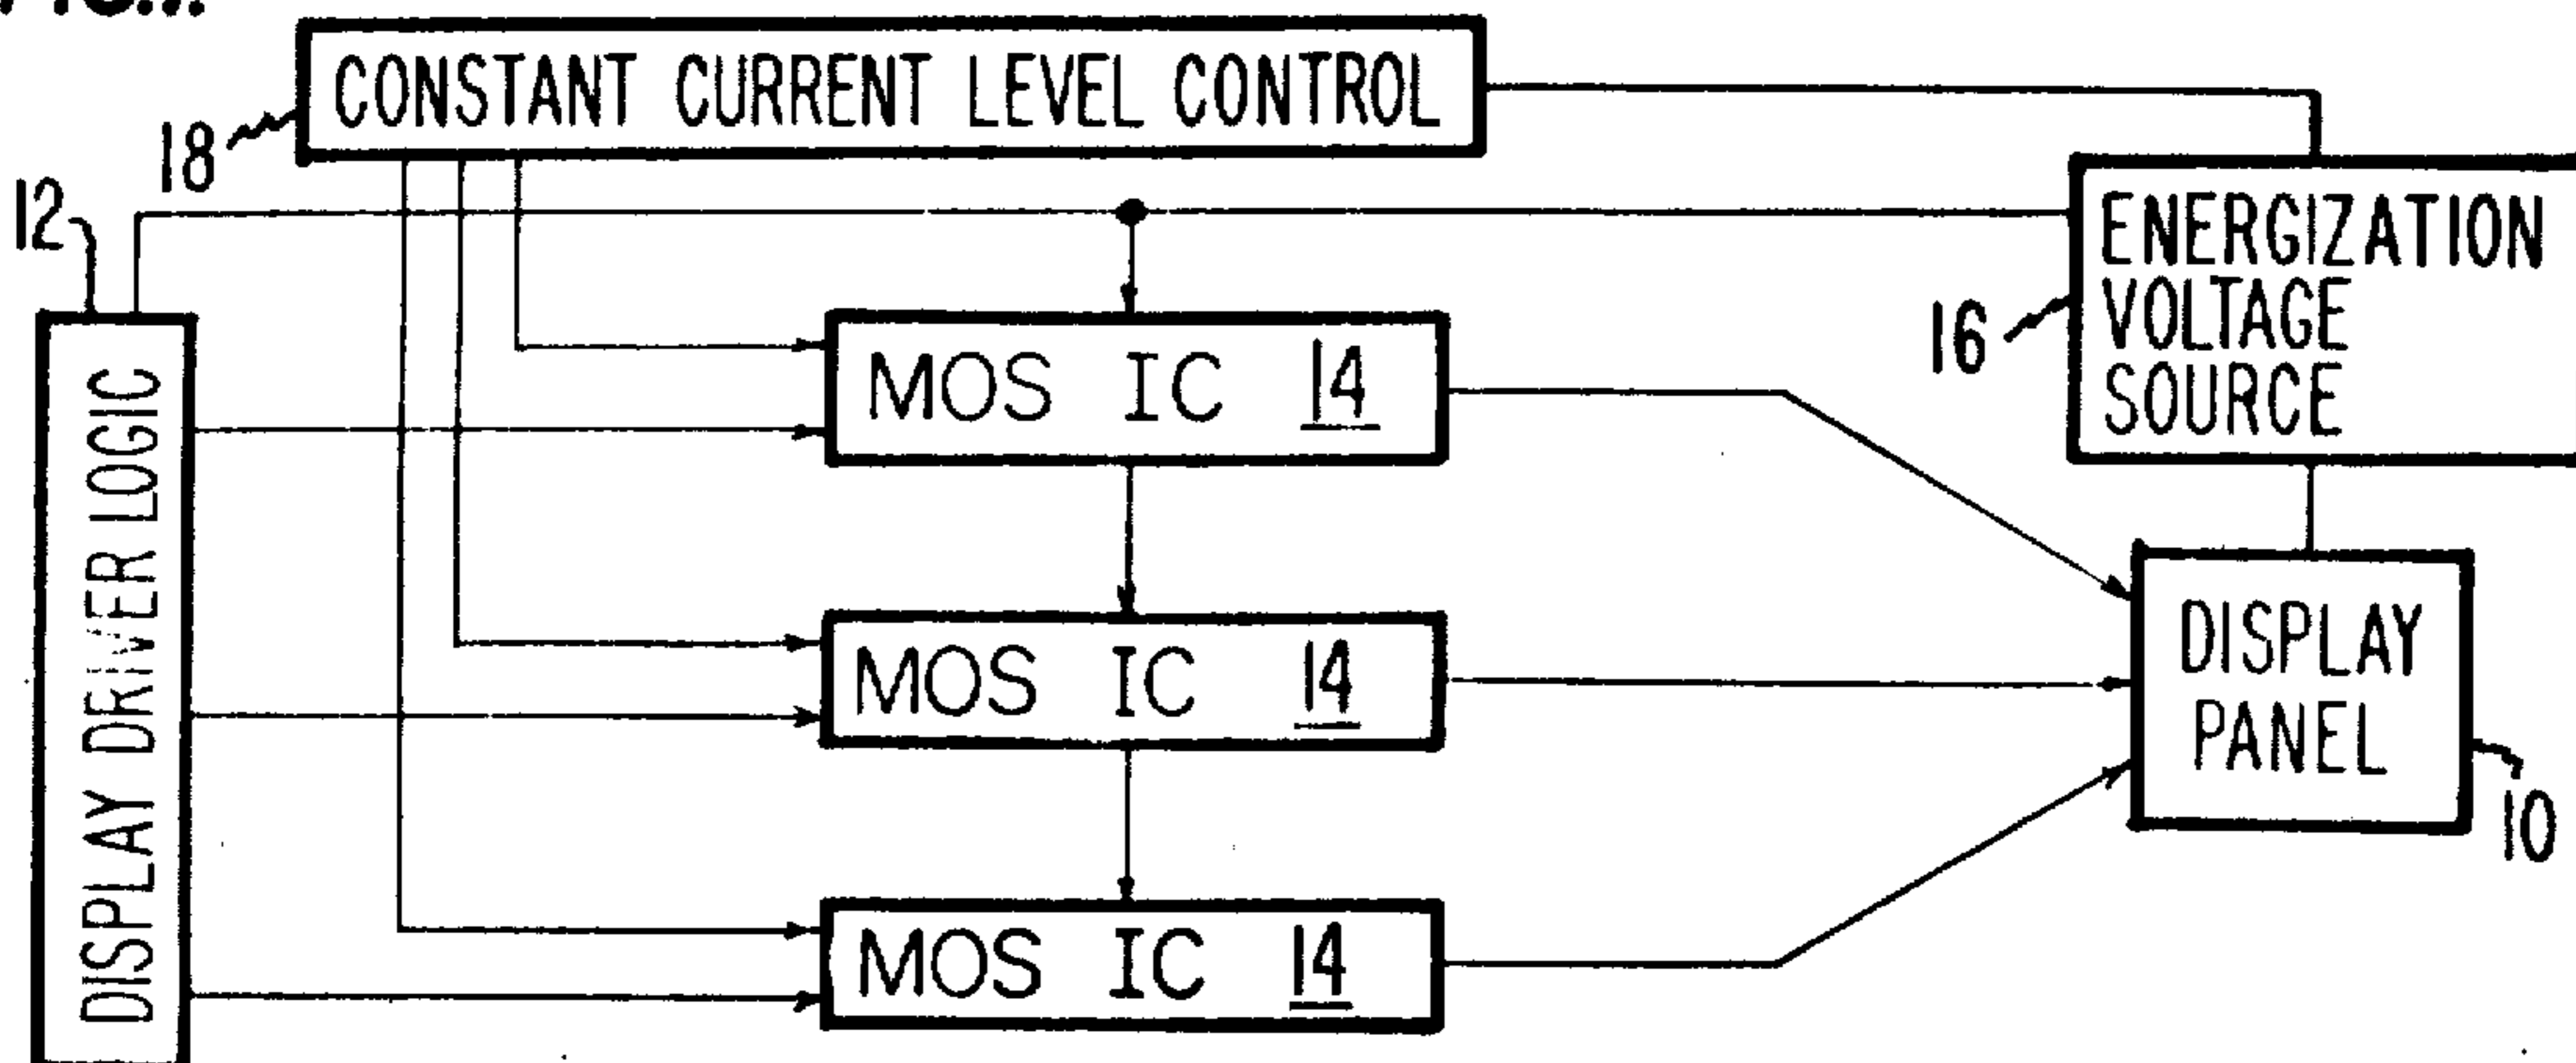 CONSTANT CURRENT LEVEL CONTROL
18
12
ENERGIZATION
VOLTAGE
SOURCE
16
MOS IC 14
DISPLAY DRIVER LOGIC
MOS IC 14
DISPLAY
PANEL
10
MOS IC 14